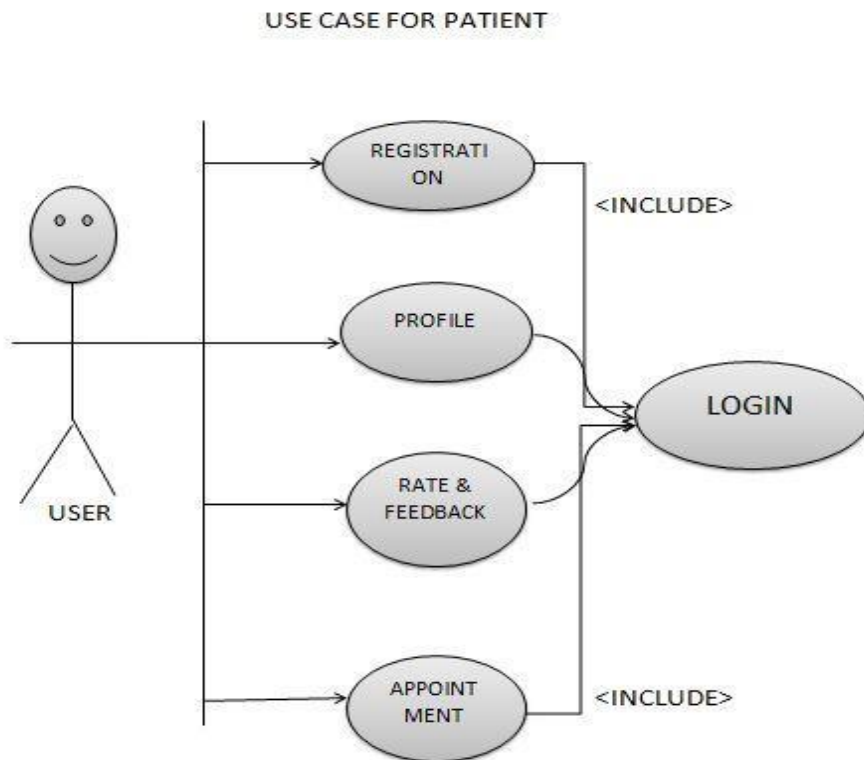 USE CASE FOR PATIENT
REGISTRATI
ON
<INCLUDE>
PROFILE
LOGIN
RATE &
FEEDBACK
USER
APPOINT
MENT
<INCLUDE>